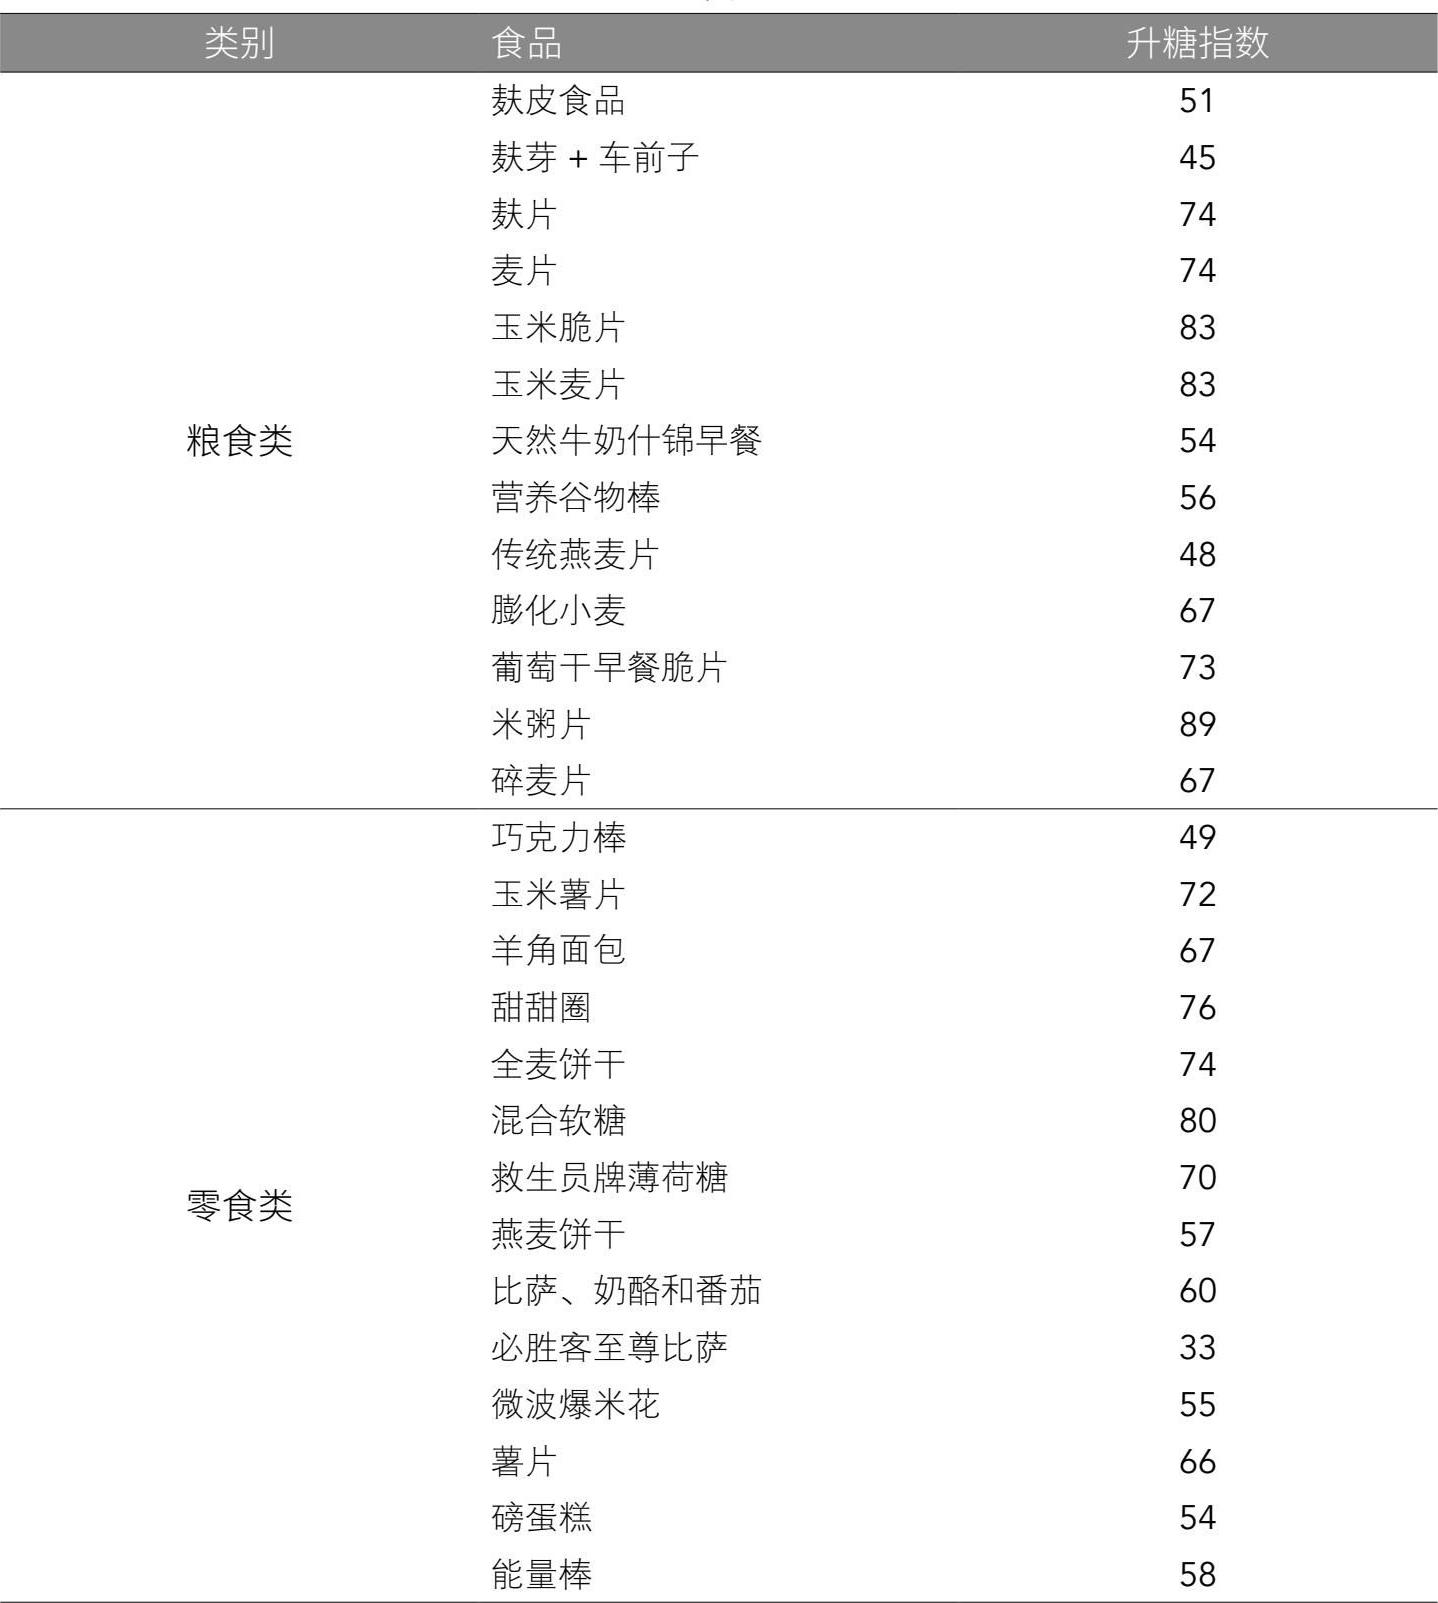 类别 食品 升糖指数
麸皮食品 51
麸芽 + 车前子 45
麸片 74
麦片 74
玉米脆片 83
玉米麦片 83
粮食类 天然牛奶什锦早餐 54
营养谷物棒 56
传统燕麦片 48
膨化小麦 67
葡萄干早餐脆片 73
米粥片 89
碎麦片 67
巧克力棒 49
玉米薯片 72
羊角面包 67
甜甜圈 76
全麦饼干 74
混合软糖 80
救生员牌薄荷糖 70
零食类
燕麦饼干 57
比萨、奶酪和番茄 60
必胜客至尊比萨 33
微波爆米花 55
薯片 66
磅蛋糕 54
能量棒 58